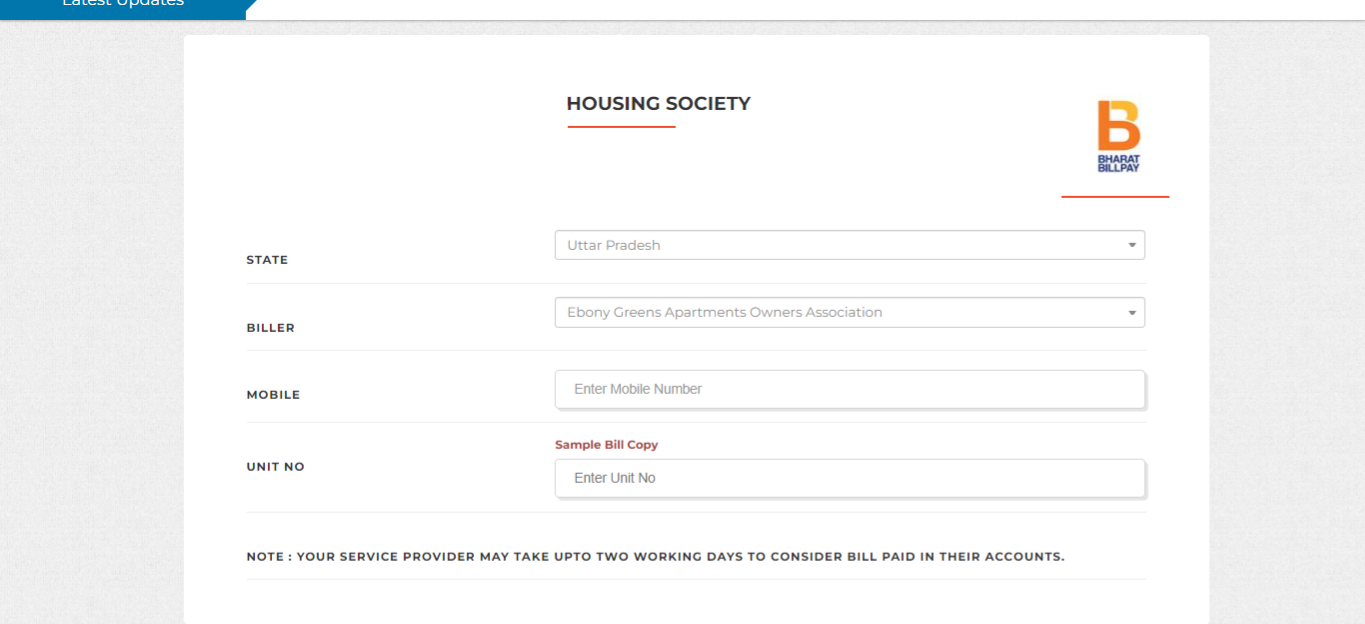 Latest Updates
HOUSING SOCIETY
BHARAT
BILLPAY
STATE
Uttar Pradesh
BILLER
Ebony Greens Apartments Owners Association
MOBILE
Enter Mobile Number
Sample Bill Copy
UNIT NO
Enter Unit No
NOTE : YOUR SERVICE PROVIDER MAY TAKE UPTO TWO WORKING DAYS TO CONSIDER BILL PAID IN THEIR ACCOUNTS.